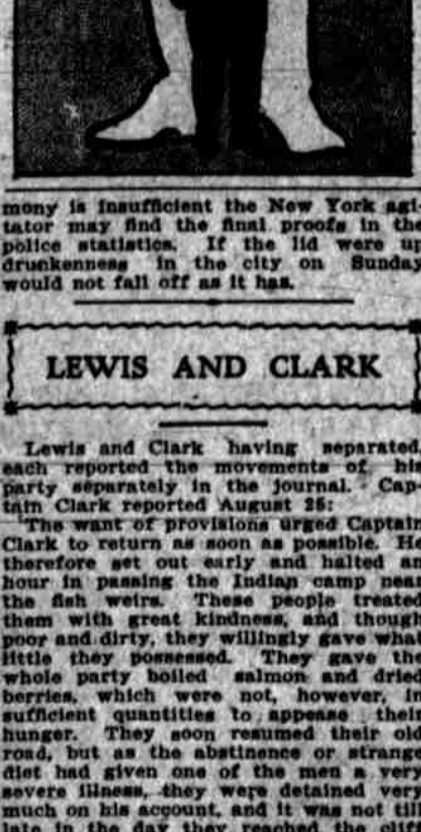 mony is insufficient the New York agi-
tator may find the final proofs in the
police statistics. If the lid were up
drunkenness in the city on Sunday
would not fall off as it has.
LEWIS AND CLARK
Lewis and Clark having separated,
each reported the movements of his
party separately in the journal. Cap-
tain Clark reported August 25:
"The want of provisions urged Captain
Clark to return as soon as possible. He
therefore set out early and halted an
hour in passing the Indian camp near
the fish weirs. These people treated
them with great kindness, and though
poor and dirty, they willingly gave what
little they possessed. They gave the
whole party boiled salmon and dried
berries, which were not, however, in
sufficient quantities to appease their
hunger. They soon resumed their old
road, but as the abstinence or strange
diet had given one of the men a very
severe illness, they were detained very
much on his account, and it was not till
late in the day they reached the cliff